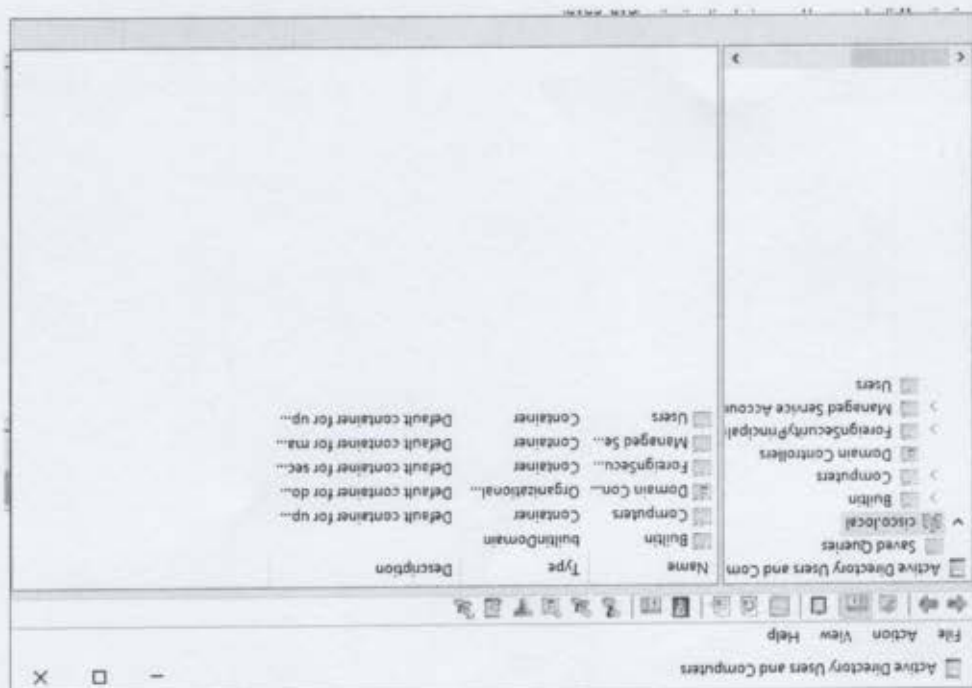 Active Directory Users and Computers
File Action View Help
Active Directory Users and Com
Saved Queries
cisco.local
Builtin
Computers
Domain Controllers
ForeignSecurityPrincipal
Managed Service Accoun
Users
Name Type Description
Builtin builtinDomain
Computers Container Default container for up...
Domain Con... Organizational... Default container for do...
ForeignSecu... Container Default container for sec...
Managed Se... Container Default container for ma...
Users Container Default container for up...